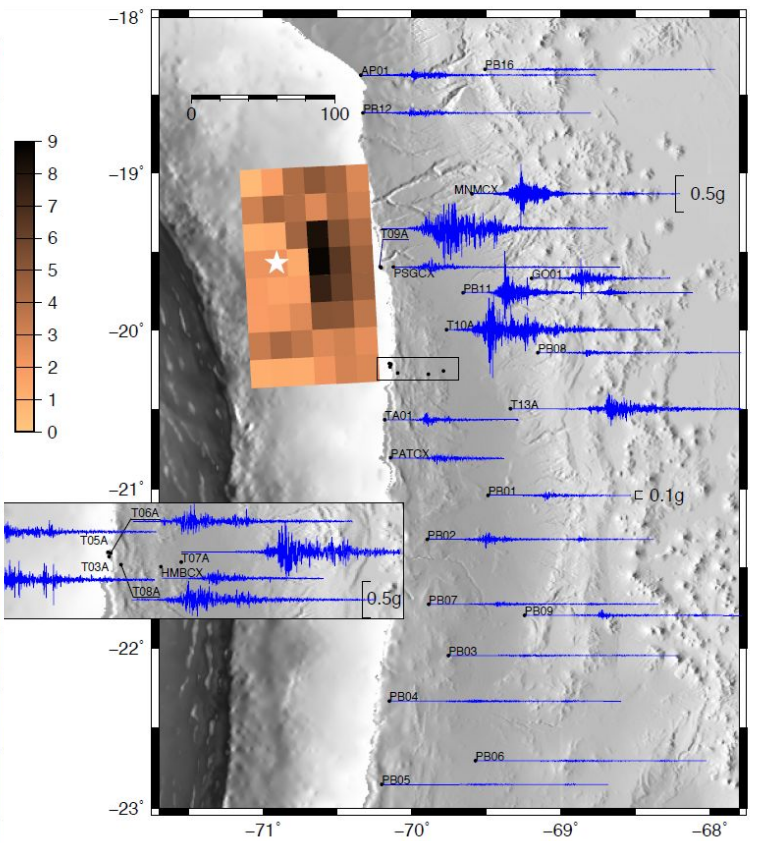 −18°
AP01
PB16
0
100
PB12
9
8
7
6
5
4
3
2
1
0
−19°
MNMCX
0.5g
T09A
PSGCX
GO01
PB11
−20°
T10A
PB08
T13A
TA01
PATCX
−21°
PB01
0.1g
T06A
T05A
T07A
T03A
HMBCX
T08A
0.5g
PB02
PB07
PB09
−22°
PB03
PB04
PB06
PB05
−23°
−71°
−70°
−69°
−68°